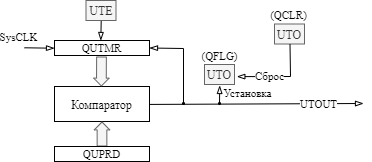 UTE
(QCLR)
SysCLK
UTO
QUTMR
(QFLG)
UTO
Сброс
Компаратор
Установка
UTOUT
QUPRD